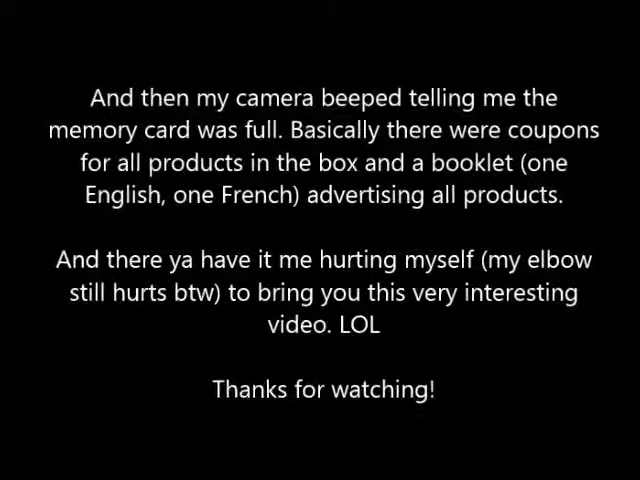 And then my camera beeped telling me the
memory card was full. Basically there were coupons
for all products in the box and a booklet (one
English, one French) advertising all products.
And there ya have it me hurting myself (my elbow
still hurts btw) to bring you this very interesting
video. LOL
Thanks for watching!